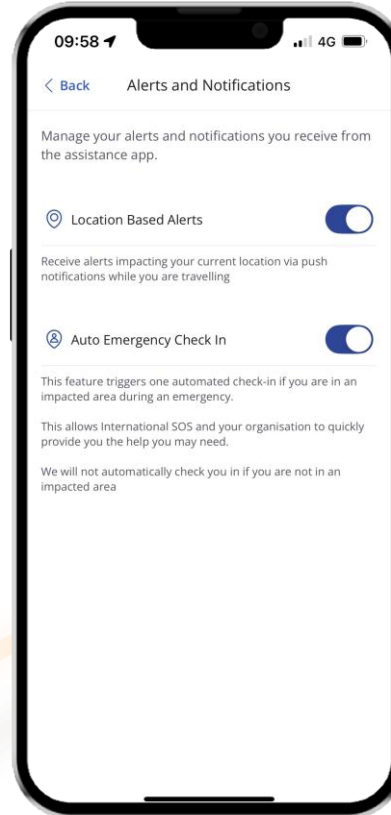 09:58 4G
Back Alerts and Notifications
Manage your alerts and notifications you receive from
the assistance app.
Location Based Alerts
Receive alerts impacting your current location via push
notifications while you are travelling
Auto Emergency Check In
This feature triggers one automated check-in if you are in an
impacted area during an emergency.
This allows International SOS and your organisation to quickly
provide you the help you may need.
We will not automatically check you in if you are not in an
impacted area